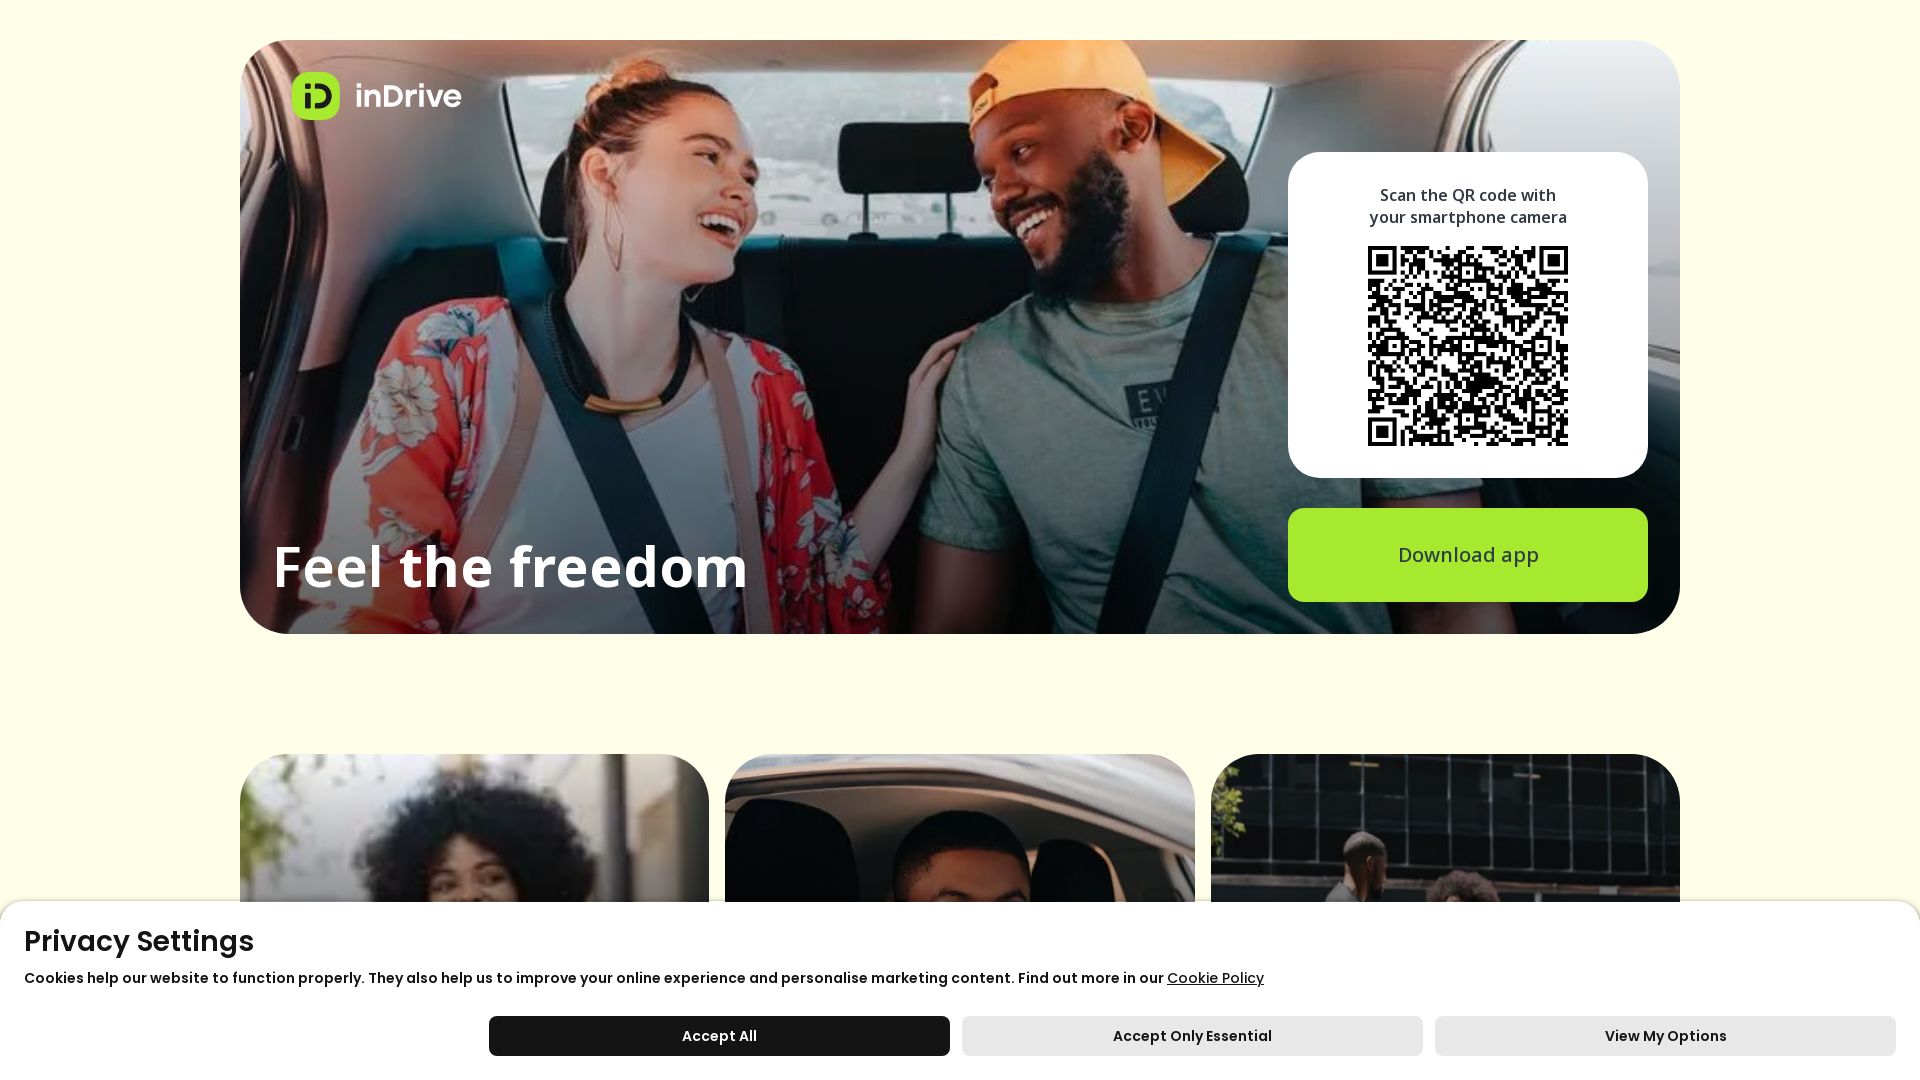 inDrive
Scan the QR code with
your smartphone camera
Feel the freedom
Download app
Privacy Settings
Cookies help our website to function properly. They also help us to improve your online experience and personalise marketing content. Find out more in our Cookie Policy
Accept All
Accept Only Essential
View My Options